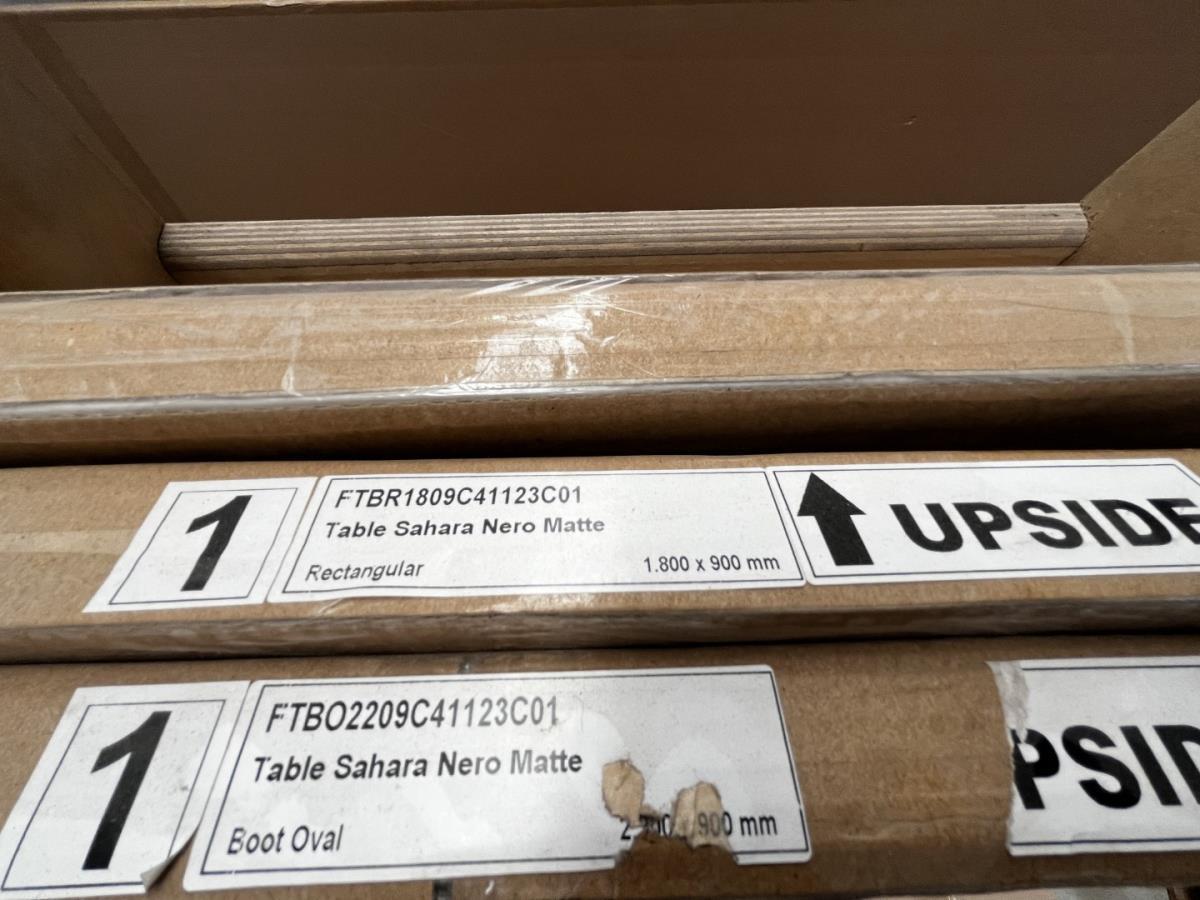 1
FTBR1809C41123C01
Table Sahara Nero Matte
Rectangular
1.800 x 900 mm
UPSIDE
1
FTBO2209C41123C01
Table Sahara Nero Matte
Boot Oval
900 mm
PSID